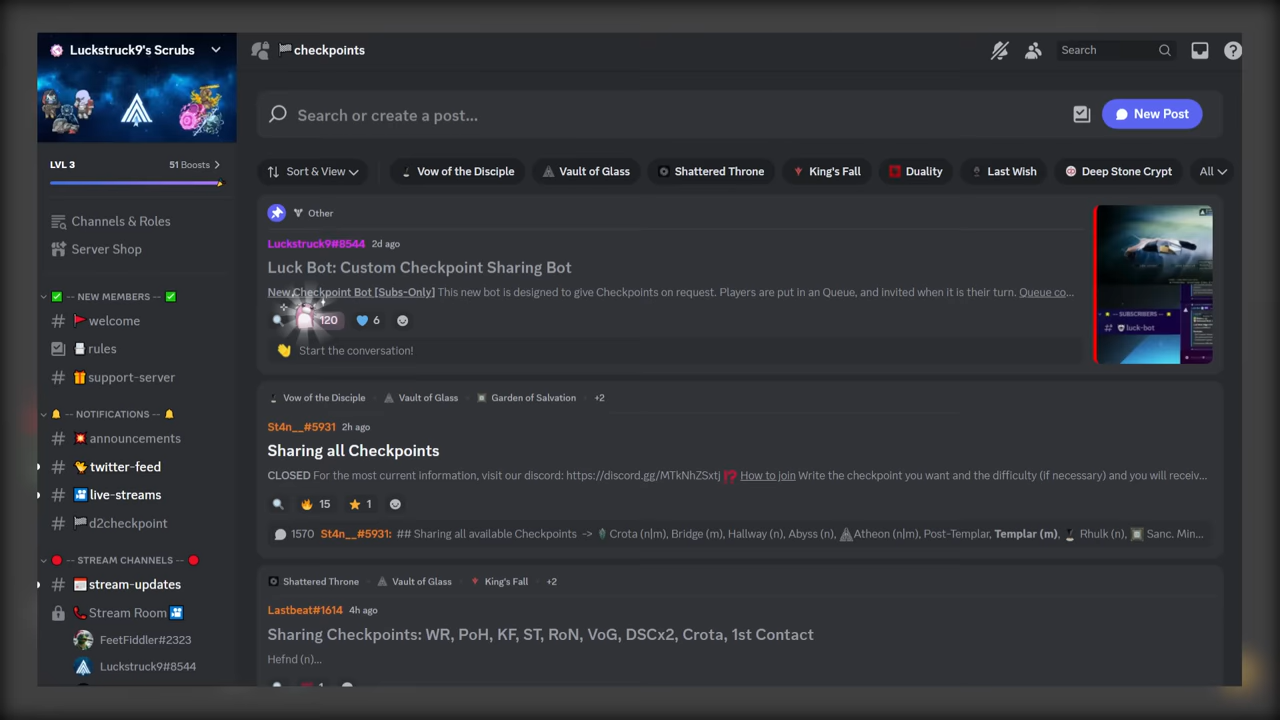 Luckstruck9's Scrubs
checkpoints
Search
Search or create a post...
New Post
LVL 3
51 Boosts
Sort & View
Vow of the Disciple
Vault of Glass
Shattered Throne
King's Fall
Duality
Last Wish
Deep Stone Crypt
All
Channels & Roles
Server Shop
-- NEW MEMBERS --
welcome
rules
support-server
-- NOTIFICATIONS --
announcements
twitter-feed
live-streams
d2checkpoint
-- STREAM CHANNELS --
stream-updates
Stream Room
FeetFiddler#2323
Luckstruck9#8544
Other
Luckstruck9#8544 2d ago
Luck Bot: Custom Checkpoint Sharing Bot
New Checkpoint Bot [Subs-Only] This new bot is designed to give Checkpoints on request. Players are put in an Queue, and invited when it is their turn. Queue co...
120 6
Start the conversation!
SUBSCRIBERS
luck-bot
Vow of the Disciple Vault of Glass Garden of Salvation +2
St4n__#5931 2h ago
Sharing all Checkpoints
CLOSED For the most current information, visit our discord: https://discord.gg/MTkNhZSxtj ⁉ How to join Write the checkpoint you want and the difficulty (if necessary) and you will receiv...
15 1
1570 St4n__#5931: ## Sharing all available Checkpoints -> Crota (n|m), Bridge (m), Hallway (n), Abyss (n), Atheon (n|m), Post-Templar, Templar (m), Rhulk (n), Sanc. Min...
Shattered Throne Vault of Glass King's Fall +2
Lastbeat#1614 4h ago
Sharing Checkpoints: WR, PoH, KF, ST, RoN, VoG, DSCx2, Crota, 1st Contact
Hefnd (n)...